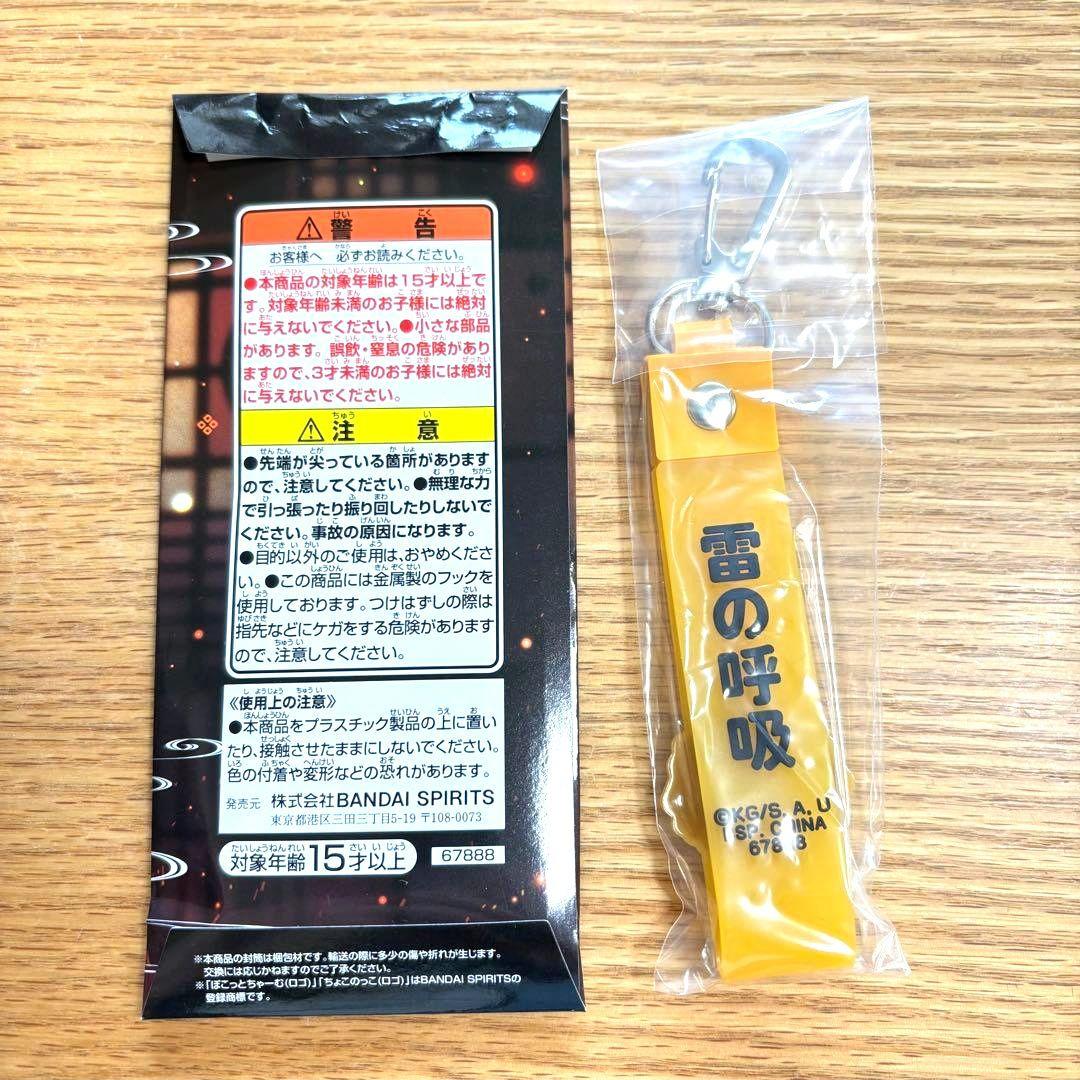 警告
お客様へ 必ずお読みください。
●本商品の対象年齢は15才以上で
す。対象年齢未満のお子様には絶対
に与えないでください。●小さな部品
があります。誤飲・窒息の危険があり
ますので、3才未満のお子様には絶対
に与えないでください。
注意
●先端が尖っている箇所があります
ので、注意してください。●無理な力
で引っ張ったり振り回したりしないで
ください。事故の原因になります。
●目的以外のご使用は、おやめくださ
い。●この商品には金属製のフックを
使用しております。つけはずしの際は
指先などにケガをする危険があります
ので、注意してください。
《使用上の注意》
●本商品をプラスチック製品の上に置い
たり、接触させたままにしないでください。
色の付着や変形などの恐れがあります。
発売元 株式会社BANDAI SPIRITS
東京都港区三田三丁目5-19 〒108-0073
対象年齢15才以上 67888
※本商品の封筒は梱包材です。輸送の際に多少の傷や折れが生じます。
交換には応じかねますのでご了承ください。
※「ぽこっとちゃーむ(ロゴ)」「ちょこのっこ(ロゴ)」はBANDAI SPIRITSの
登録商標です。
雷の呼吸
©KG/S, A, U
SP, CHINA